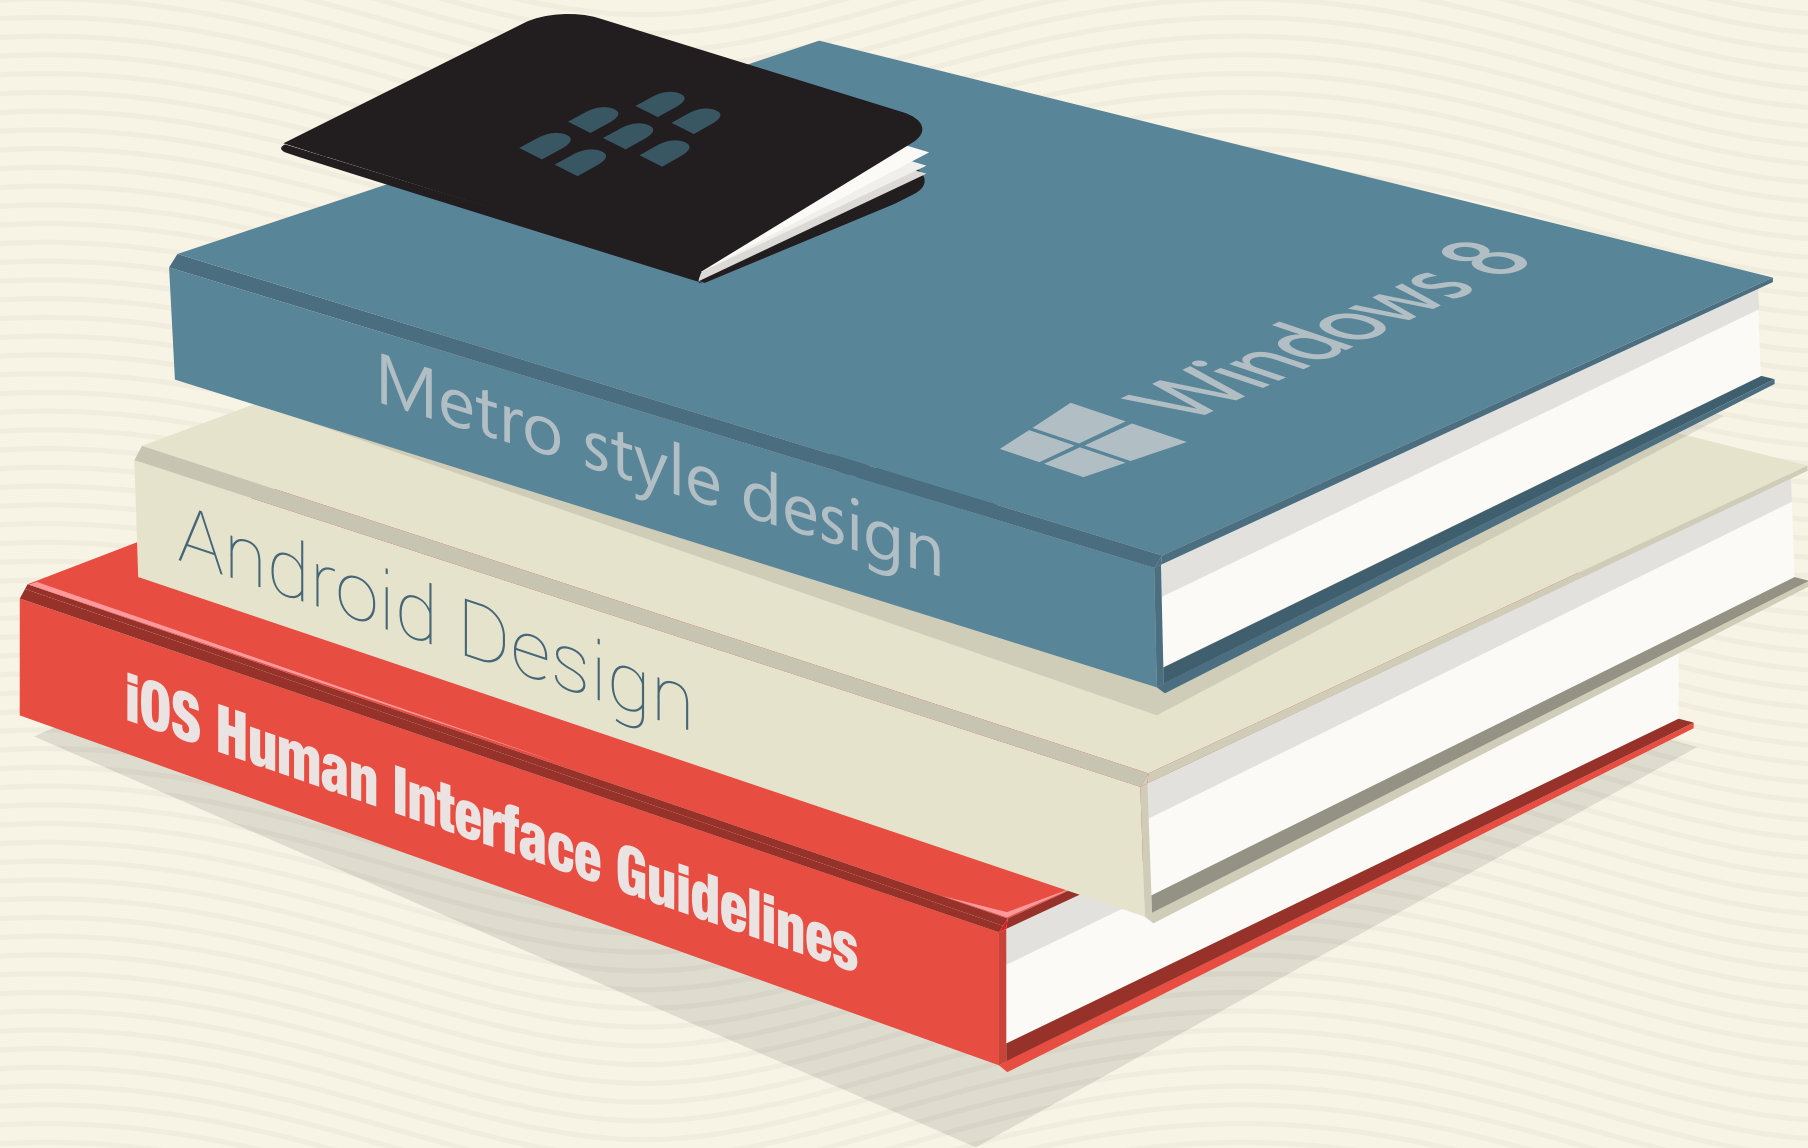 Windows 8
Metro style design
Android Design
iOS Human Interface Guidelines